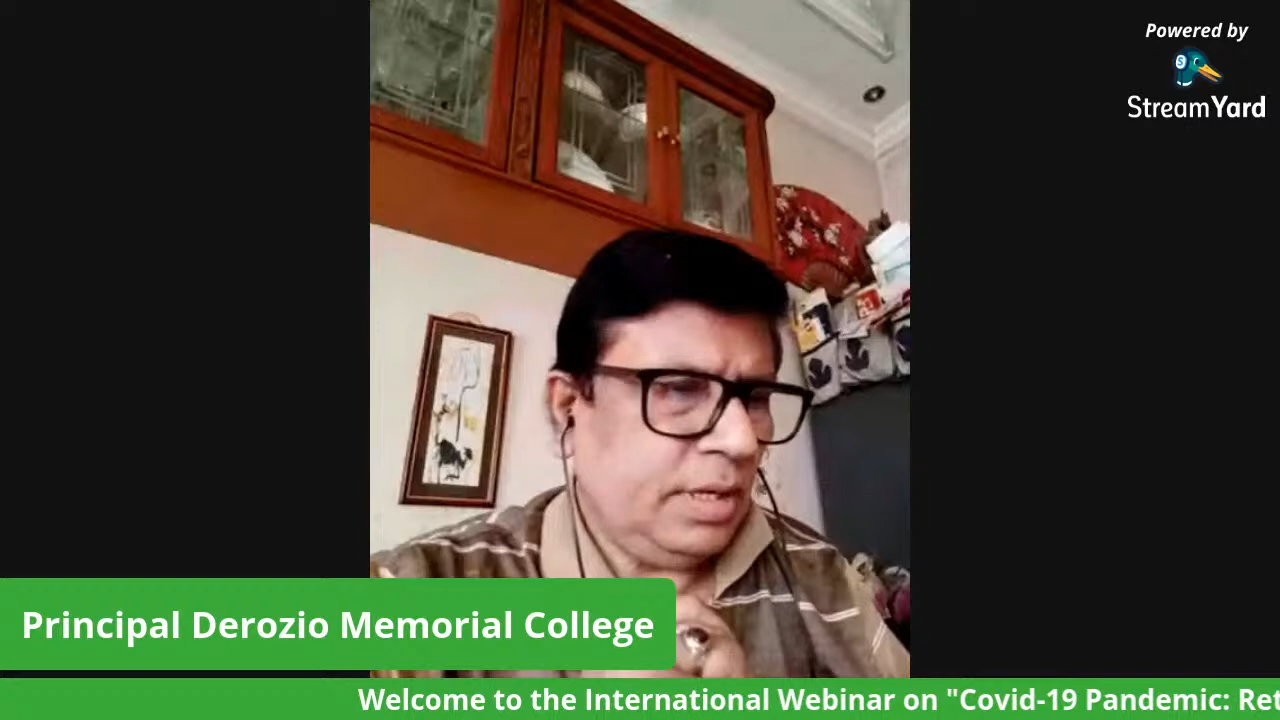 Powered by
StreamYard
Principal Derozio Memorial College
Welcome to the International Webinar on "Covid-19 Pandemic: Ret